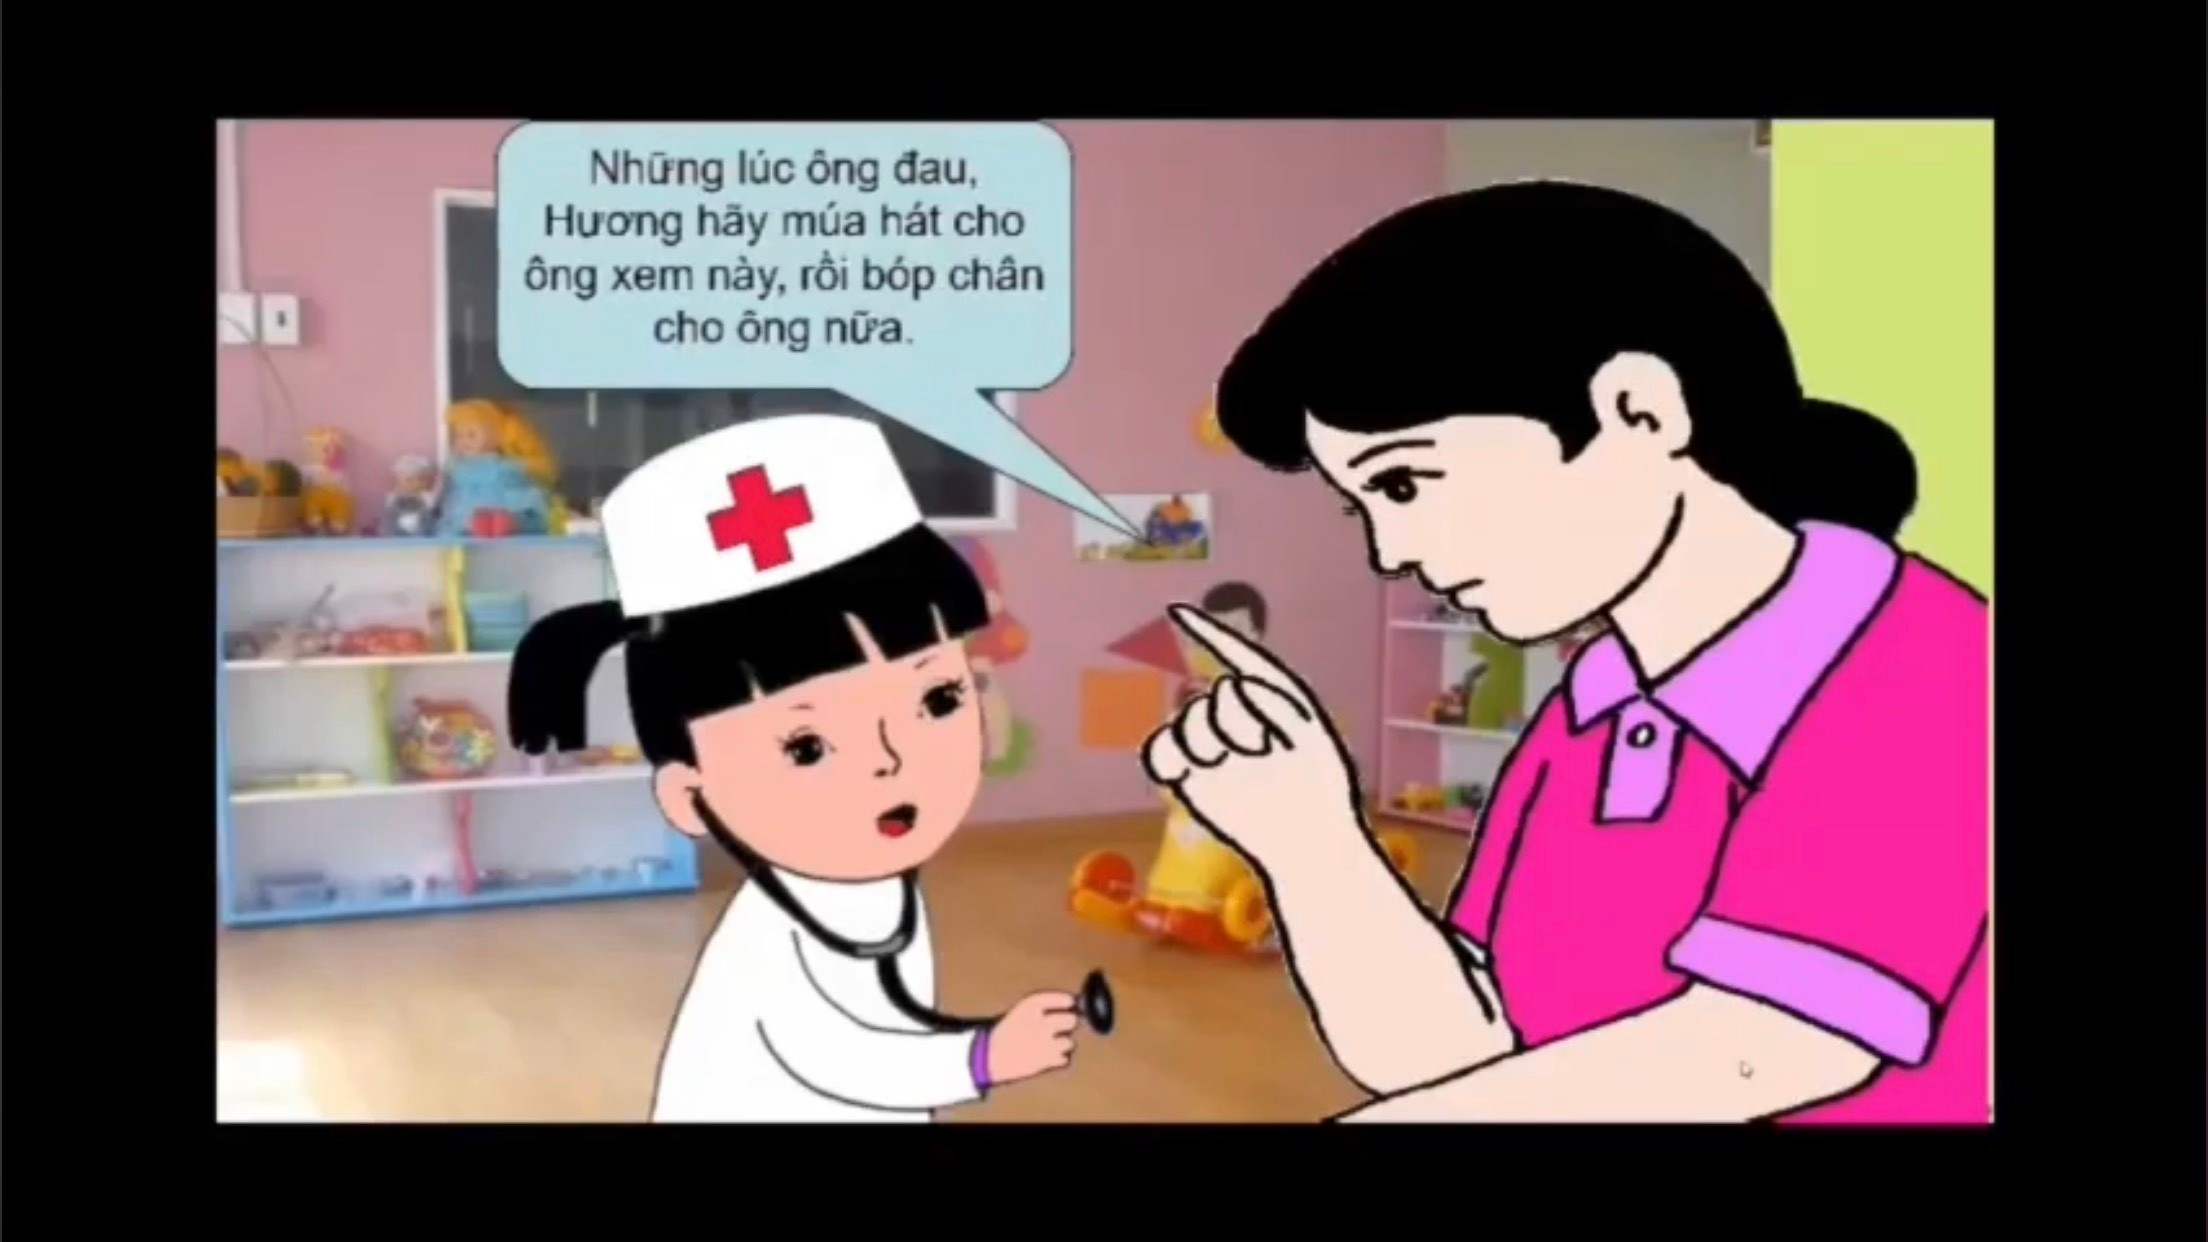 Những lúc ông đau,
Hương hãy múa hát cho
ông xem này, rồi bóp chân
cho ông nữa.